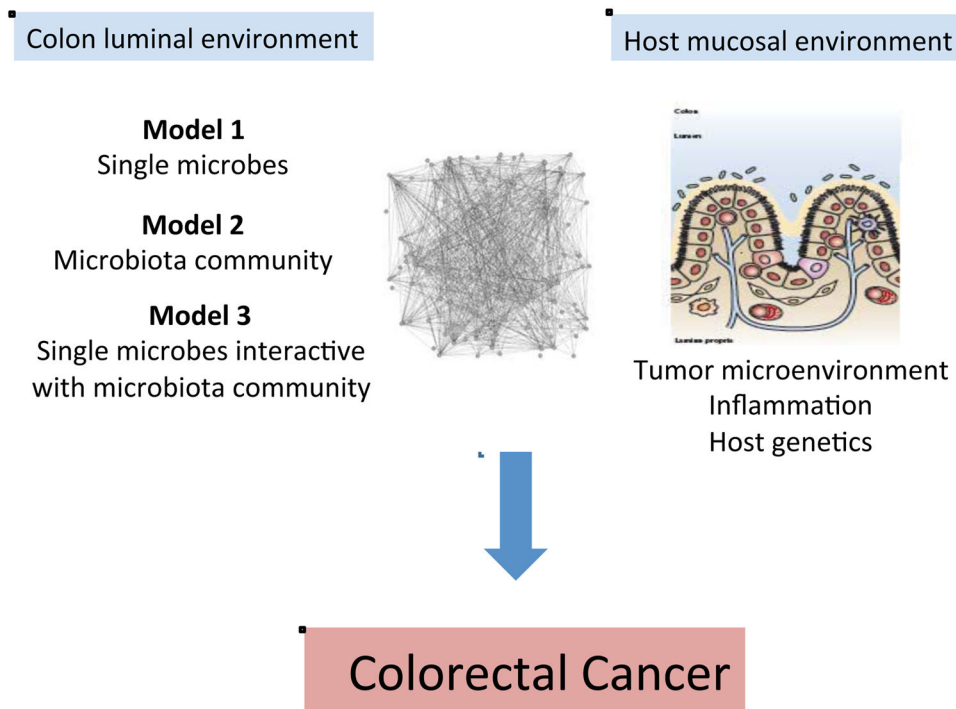 Colon luminal environment
Host mucosal environment
Model 1
Single microbes
Model 2
Microbiota community
Model 3
Single microbes interactive
with microbiota community
Colon
Lumen
Lamina propria
Tumor microenvironment
Inflammation
Host genetics
Colorectal Cancer